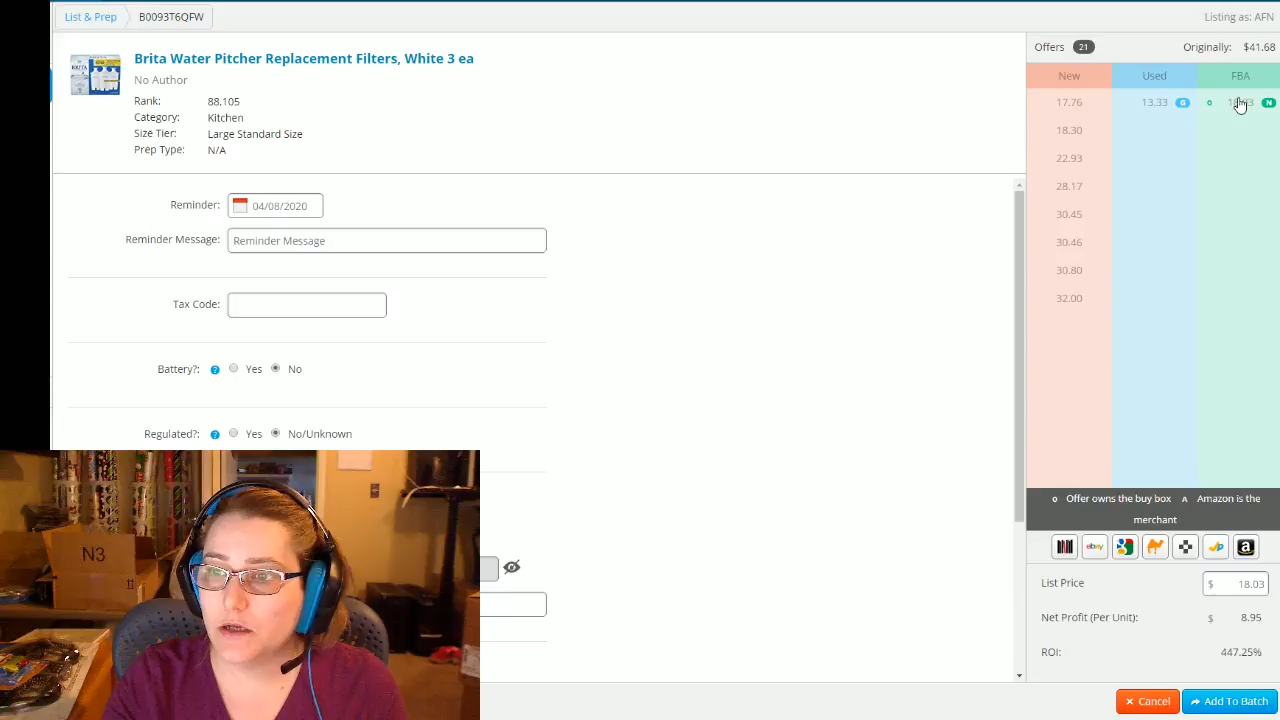 List & Prep B0093T6QFW Listing as: AFN
Brita Water Pitcher Replacement Filters, White 3 ea
No Author
Rank: 88,105
Category: Kitchen
Size Tier: Large Standard Size
Prep Type: N/A
Offers 21 Originally: $41.68
New Used FBA
17.76 13.33 G o N
18.30
22.93
28.17
30.45
30.46
30.80
32.00
Reminder: 04/08/2020
Reminder Message: Reminder Message
Tax Code:
Battery?: ? Yes No
Regulated?: ? Yes No/Unknown
o Offer owns the buy box A Amazon is the
merchant
ebay
a
List Price $ 18.03
Net Profit (Per Unit): $ 8.95
ROI: 447.25%
Cancel Add To Batch
BRITA
N3